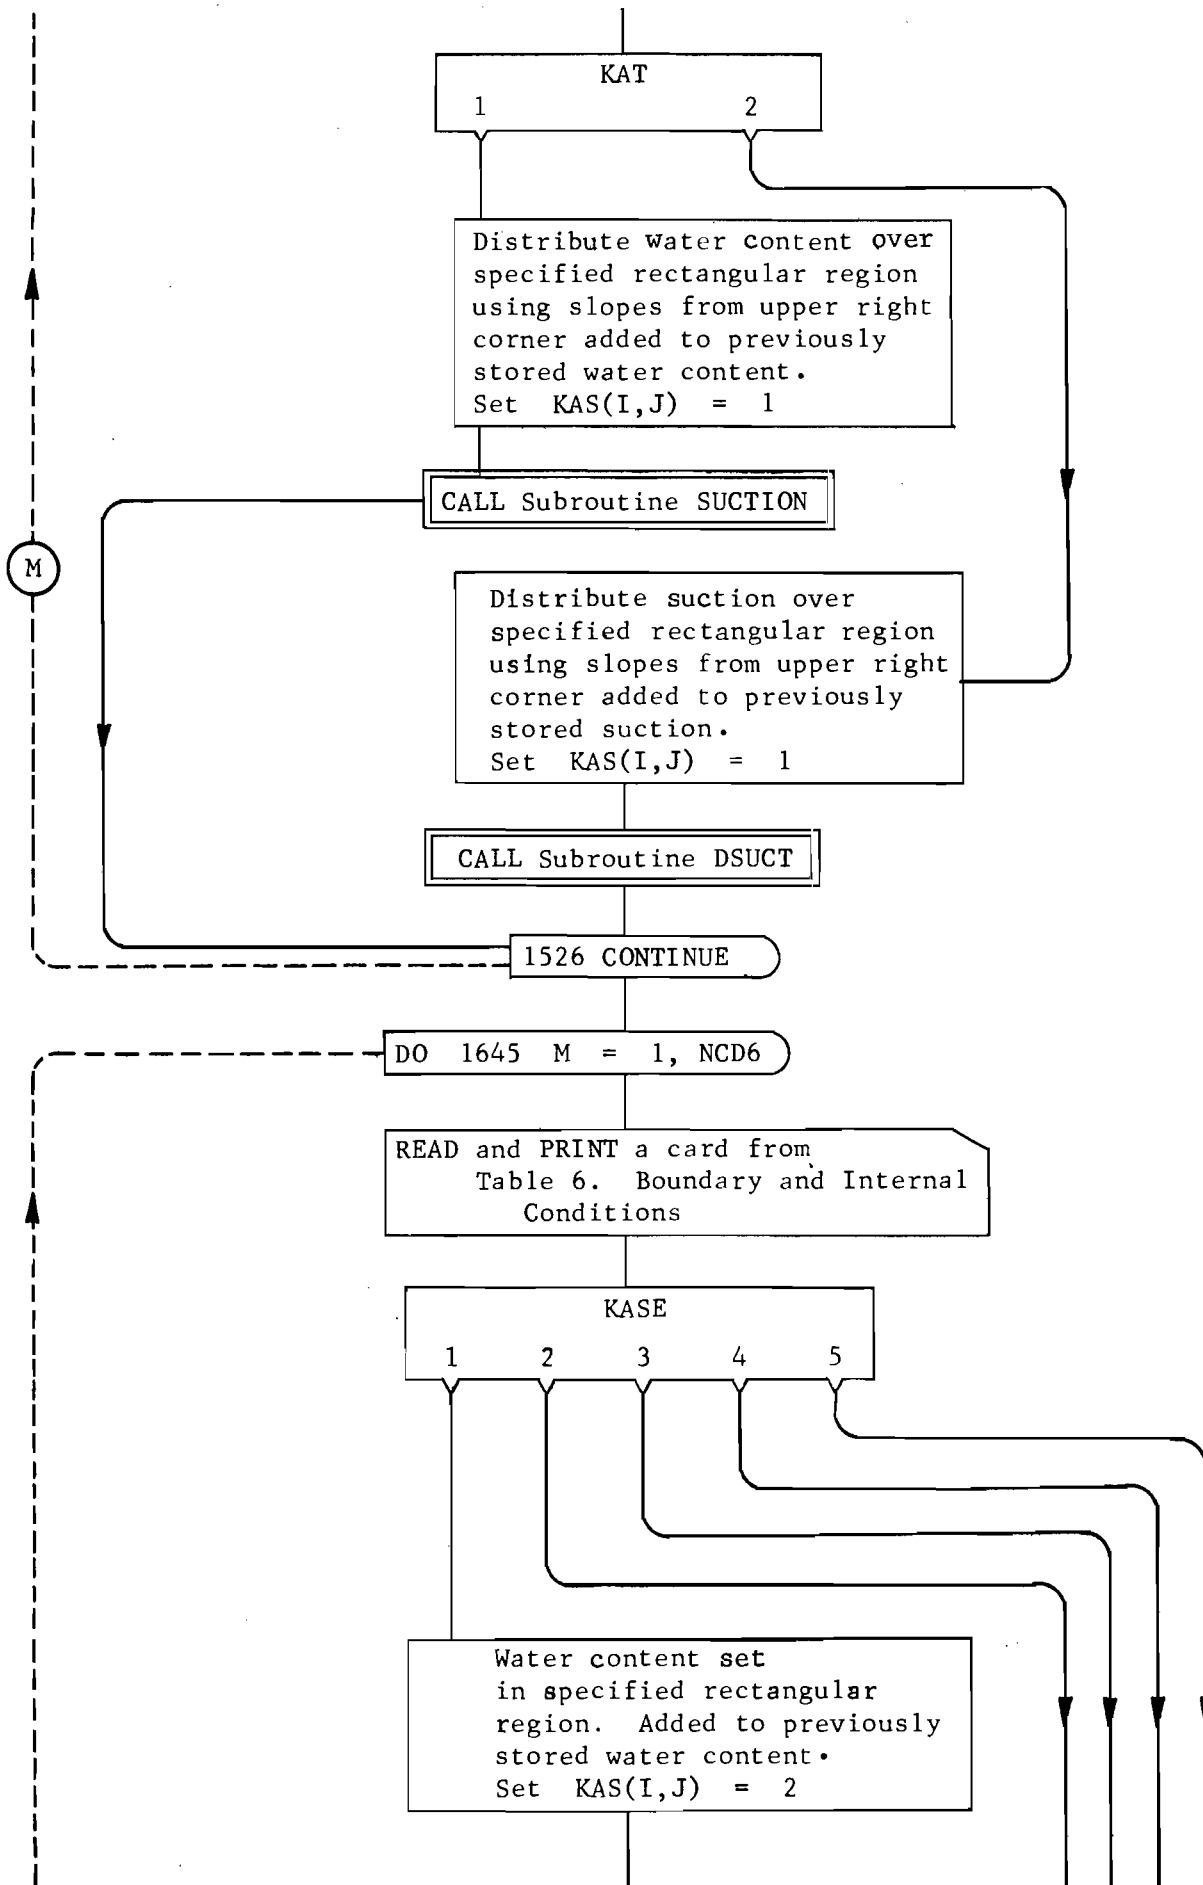 KAT
1 2
Distribute water content over
specified rectangular region
using slopes from upper right
corner added to previously
stored water content.
Set KAS(I,J) = 1
CALL Subroutine SUCTION
M
Distribute suction over
specified rectangular region
using slopes from upper right
corner added to previously
stored suction.
Set KAS(I,J) = 1
CALL Subroutine DSUCT
1526 CONTINUE
DO 1645 M = 1, NCD6
READ and PRINT a card from
Table 6. Boundary and Internal
Conditions
KASE
1 2 3 4 5
Water content set
in specified rectangular
region. Added to previously
stored water content.
Set KAS(I,J) = 2